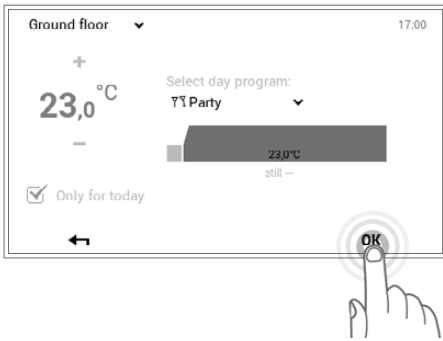 Ground floor
17:00
+
23,0 °C
−
Select day program:
Party
23,0°C
still —
Only for today
OK